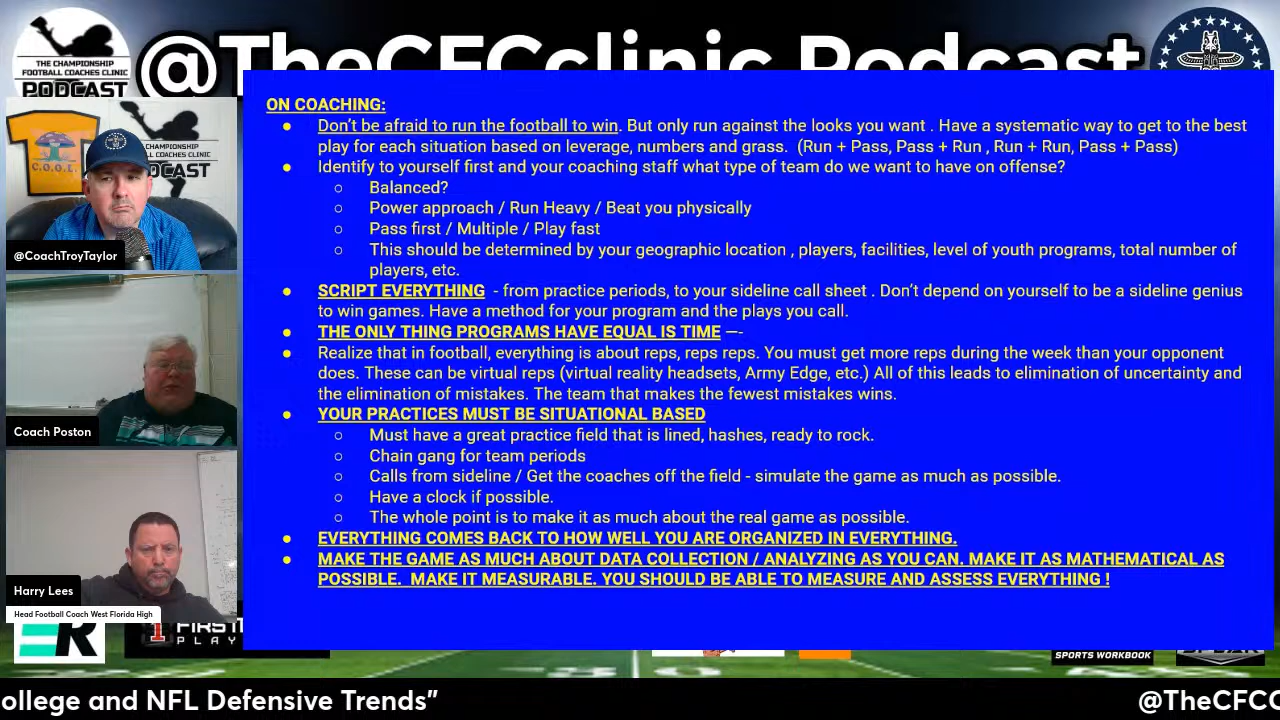 @TheCFCclinic Podcast
THE CHAMPIONSHIP
FOOTBALL COACHES CLINIC
PODCAST
C.O.O.L
CHAMPIONSHIP
FOOTBALL COACHES CLINIC
PODCAST
@CoachTroyTaylor
Coach Poston
Harry Lees
Head Football Coach West Florida High
ON COACHING:
● Don't be afraid to run the football to win. But only run against the looks you want . Have a systematic way to get to the best
play for each situation based on leverage, numbers and grass. (Run + Pass, Pass + Run , Run + Run, Pass + Pass)
● Identify to yourself first and your coaching staff what type of team do we want to have on offense?
○ Balanced?
○ Power approach / Run Heavy / Beat you physically
○ Pass first / Multiple / Play fast
○ This should be determined by your geographic location , players, facilities, level of youth programs, total number of
players, etc.
● SCRIPT EVERYTHING - from practice periods, to your sideline call sheet . Don't depend on yourself to be a sideline genius
to win games. Have a method for your program and the plays you call.
● THE ONLY THING PROGRAMS HAVE EQUAL IS TIME —-
● Realize that in football, everything is about reps, reps reps. You must get more reps during the week than your opponent
does. These can be virtual reps (virtual reality headsets, Army Edge, etc.) All of this leads to elimination of uncertainty and
the elimination of mistakes. The team that makes the fewest mistakes wins.
● YOUR PRACTICES MUST BE SITUATIONAL BASED
○ Must have a great practice field that is lined, hashes, ready to rock.
○ Chain gang for team periods
○ Calls from sideline / Get the coaches off the field - simulate the game as much as possible.
○ Have a clock if possible.
○ The whole point is to make it as much about the real game as possible.
● EVERYTHING COMES BACK TO HOW WELL YOU ARE ORGANIZED IN EVERYTHING.
● MAKE THE GAME AS MUCH ABOUT DATA COLLECTION / ANALYZING AS YOU CAN. MAKE IT AS MATHEMATICAL AS
POSSIBLE. MAKE IT MEASURABLE. YOU SHOULD BE ABLE TO MEASURE AND ASSESS EVERYTHING !
FIRST
PLAY
SPORTS WORKBOOK
ollege and NFL Defensive Trends”
@TheCFCC